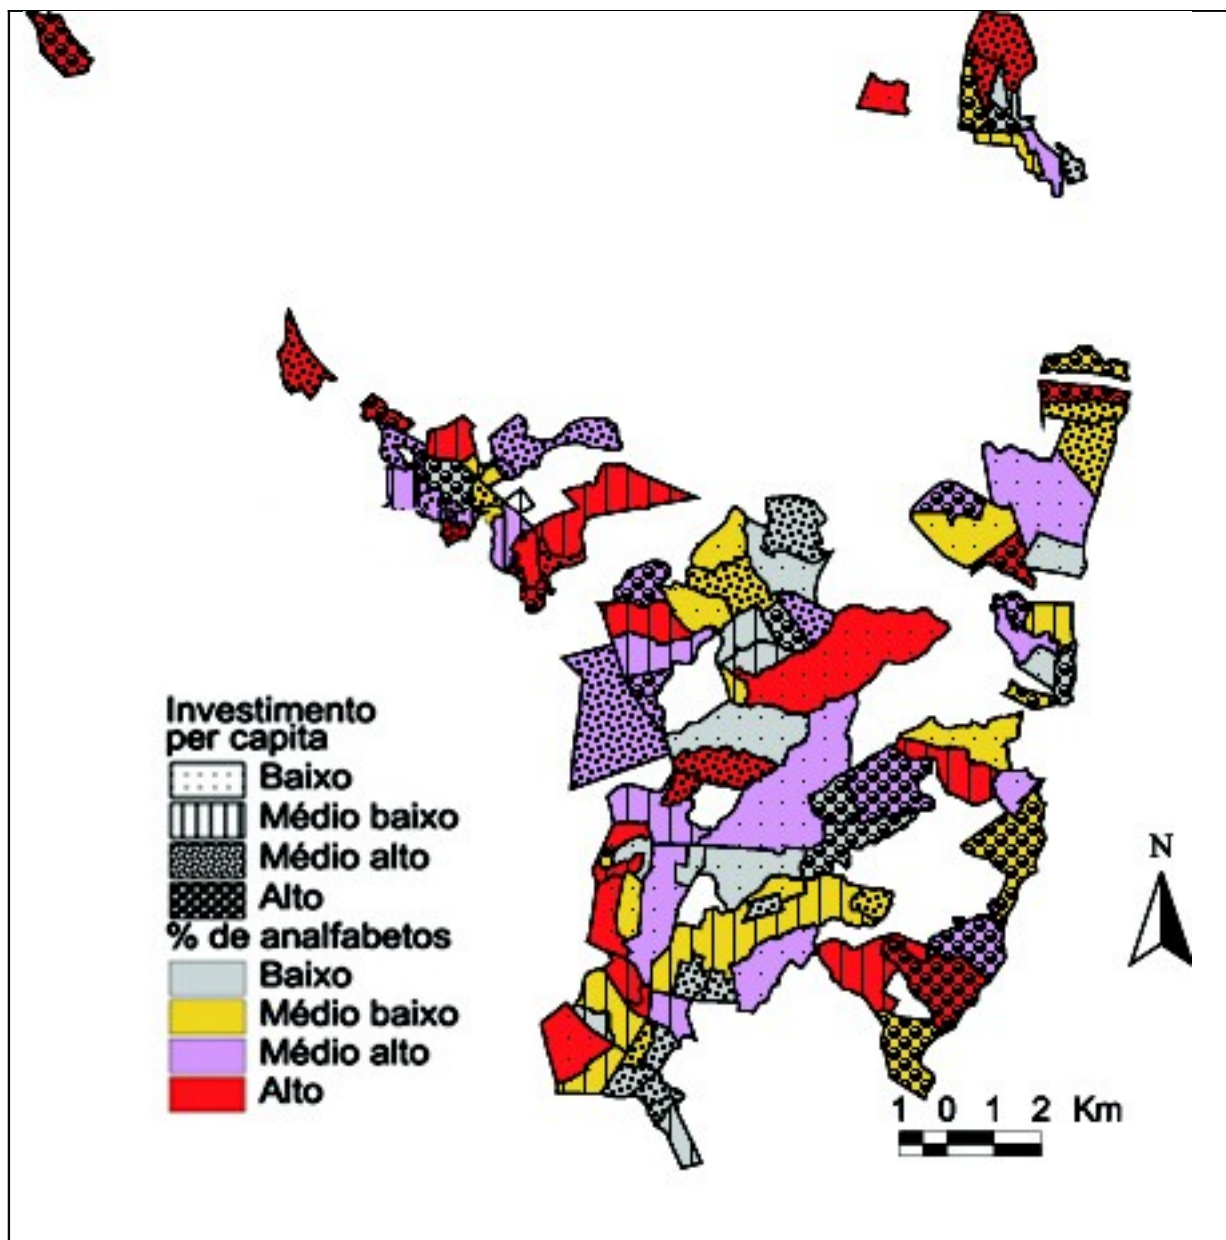 Investimento
per capita
Baixo
Médio baixo
Médio alto
Alto
% de analfabetos
Baixo
Médio baixo
Médio alto
Alto
N
1 0 1 2 Km